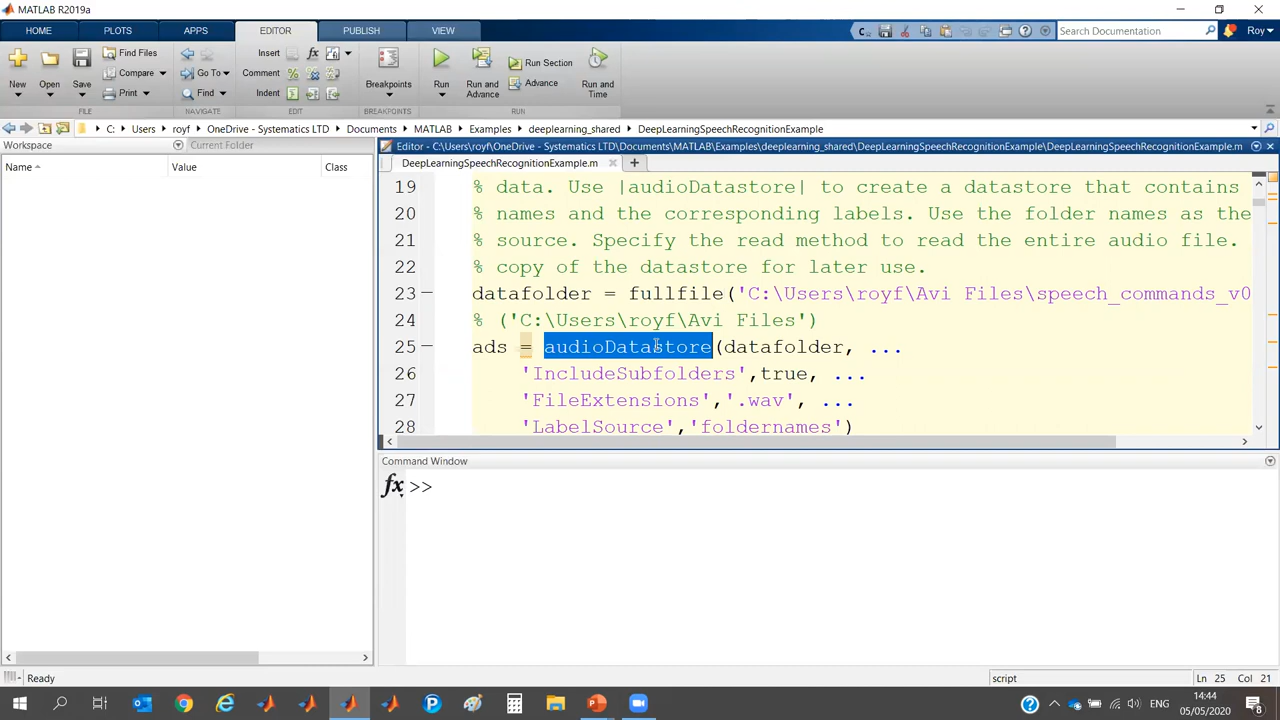 MATLAB R2019a
HOME PLOTS APPS EDITOR PUBLISH VIEW
Search Documentation
Roy
New Open Save Find Files Compare Print
Go To Find
Insert Comment Indent
fx
Breakpoints
Run Run and Advance Run Section Advance Run and Time
FILE NAVIGATE EDIT BREAKPOINTS RUN
C: Users royf OneDrive - Systematics LTD Documents MATLAB Examples deeplearning_shared DeepLearningSpeechRecognitionExample
Workspace Current Folder
Name Value Class
Editor - C:\Users\royf\OneDrive - Systematics LTD\Documents\MATLAB\Examples\deeplearning_shared\DeepLearningSpeechRecognitionExample\DeepLearningSpeechRecognitionExample.m
DeepLearningSpeechRecognitionExample.m
19 % data. Use |audioDatastore| to create a datastore that contains
20 % names and the corresponding labels. Use the folder names as the
21 % source. Specify the read method to read the entire audio file.
22 % copy of the datastore for later use.
23 datafolder = fullfile('C:\Users\royf\Avi Files\speech_commands_v0
24 % ('C:\Users\royf\Avi Files')
25 ads = audioDatastore(datafolder, ...
26 'IncludeSubfolders',true, ...
27 'FileExtensions','.wav', ...
28 'LabelSource','foldernames')
Command Window
fx >>
Ready
script Ln 25 Col 21
ENG
14:44
05/05/2020
8